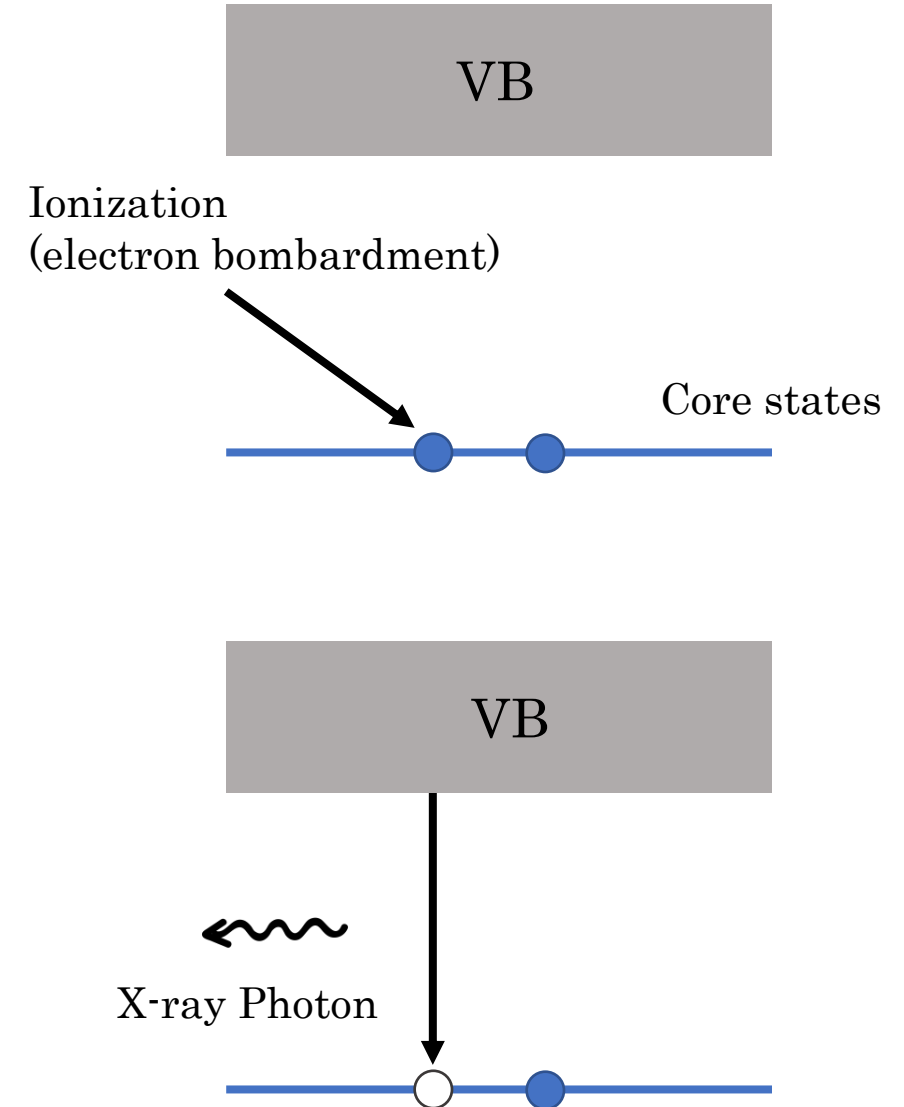 VB
Ionization
(electron bombardment)
Core states
VB
X-ray Photon